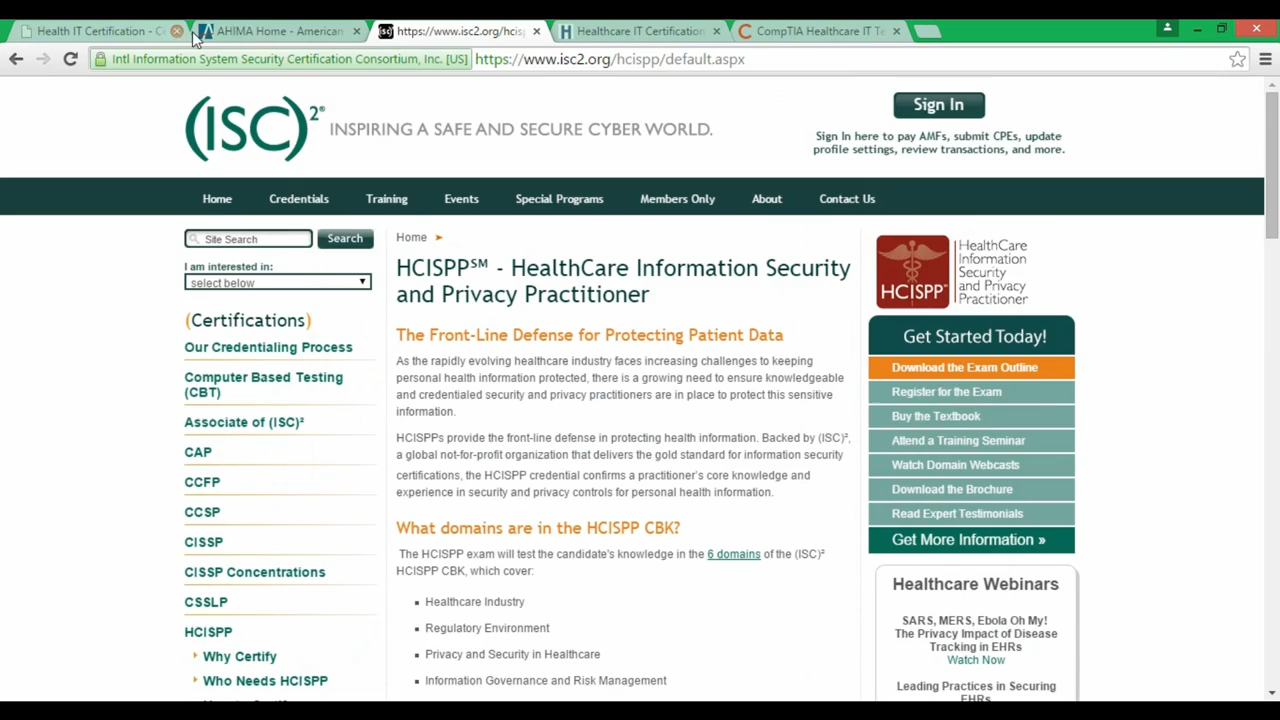 Health IT Certification - C
AHIMA Home - American
https://www.isc2.org/hcisp
Healthcare IT Certification
CompTIA Healthcare IT Te
Intl Information System Security Certification Consortium, Inc. [US]
https://www.isc2.org/hcispp/default.aspx
(ISC)²® INSPIRING A SAFE AND SECURE CYBER WORLD.
Sign In
Sign In here to pay AMFs, submit CPEs, update
profile settings, review transactions, and more.
Home Credentials Training Events Special Programs Members Only About Contact Us
Site Search
Search
I am interested in:
select below
(Certifications)
Our Credentialing Process
Computer Based Testing
(CBT)
Associate of (ISC)²
CAP
CCFP
CCSP
CISSP
CISSP Concentrations
CSSLP
HCISPP
Why Certify
Who Needs HCISPP
Home
HCISPP℠ - HealthCare Information Security
and Privacy Practitioner
The Front-Line Defense for Protecting Patient Data
As the rapidly evolving healthcare industry faces increasing challenges to keeping
personal health information protected, there is a growing need to ensure knowledgeable
and credentialed security and privacy practitioners are in place to protect this sensitive
information.
HCISPPs provide the front-line defense in protecting health information. Backed by (ISC)²,
a global not-for-profit organization that delivers the gold standard for information security
certifications, the HCISPP credential confirms a practitioner's core knowledge and
experience in security and privacy controls for personal health information.
What domains are in the HCISPP CBK?
The HCISPP exam will test the candidate's knowledge in the 6 domains of the (ISC)²
HCISPP CBK, which cover:
Healthcare Industry
Regulatory Environment
Privacy and Security in Healthcare
Information Governance and Risk Management
HCISPP
HealthCare
Information
Security
and Privacy
Practitioner
Get Started Today!
Download the Exam Outline
Register for the Exam
Buy the Textbook
Attend a Training Seminar
Watch Domain Webcasts
Download the Brochure
Read Expert Testimonials
Get More Information »
Healthcare Webinars
SARS, MERS, Ebola Oh My!
The Privacy Impact of Disease
Tracking in EHRs
Watch Now
Leading Practices in Securing
EHRs